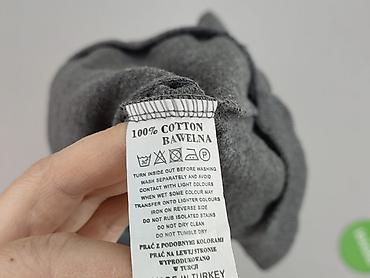 100% COTTON
BAWEŁNA
TURN INSIDE OUT BEFORE WASHING
WASH SEPARATELY AND AVOID
CONTACT WITH LIGHT COLOURS
WHEN WET SOME COLOUR MAY
TRANSFER ONTO LIGHTER COLOURS
IRON ON REVERSE SIDE
DO NOT RUB ISOLATED STAINS
DO NOT DRY CLEAN
DO NOT TUMBLE DRY
PRAĆ Z PODOBNYMI KOLORAMI
PRAĆ NA LEWEJ STRONIE
WYPRODUKOWANO
W TURCJI
MADE IN TURKEY